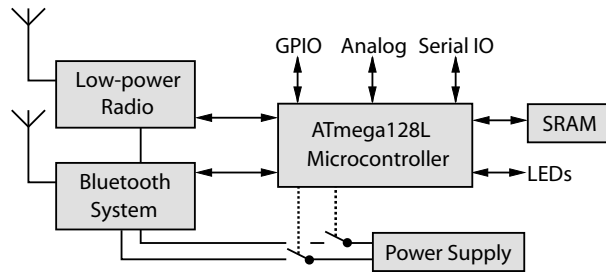 GPIO Analog Serial IO
Low-power
Radio
ATmega128L
Microcontroller
SRAM
LEDs
Bluetooth
System
Power Supply